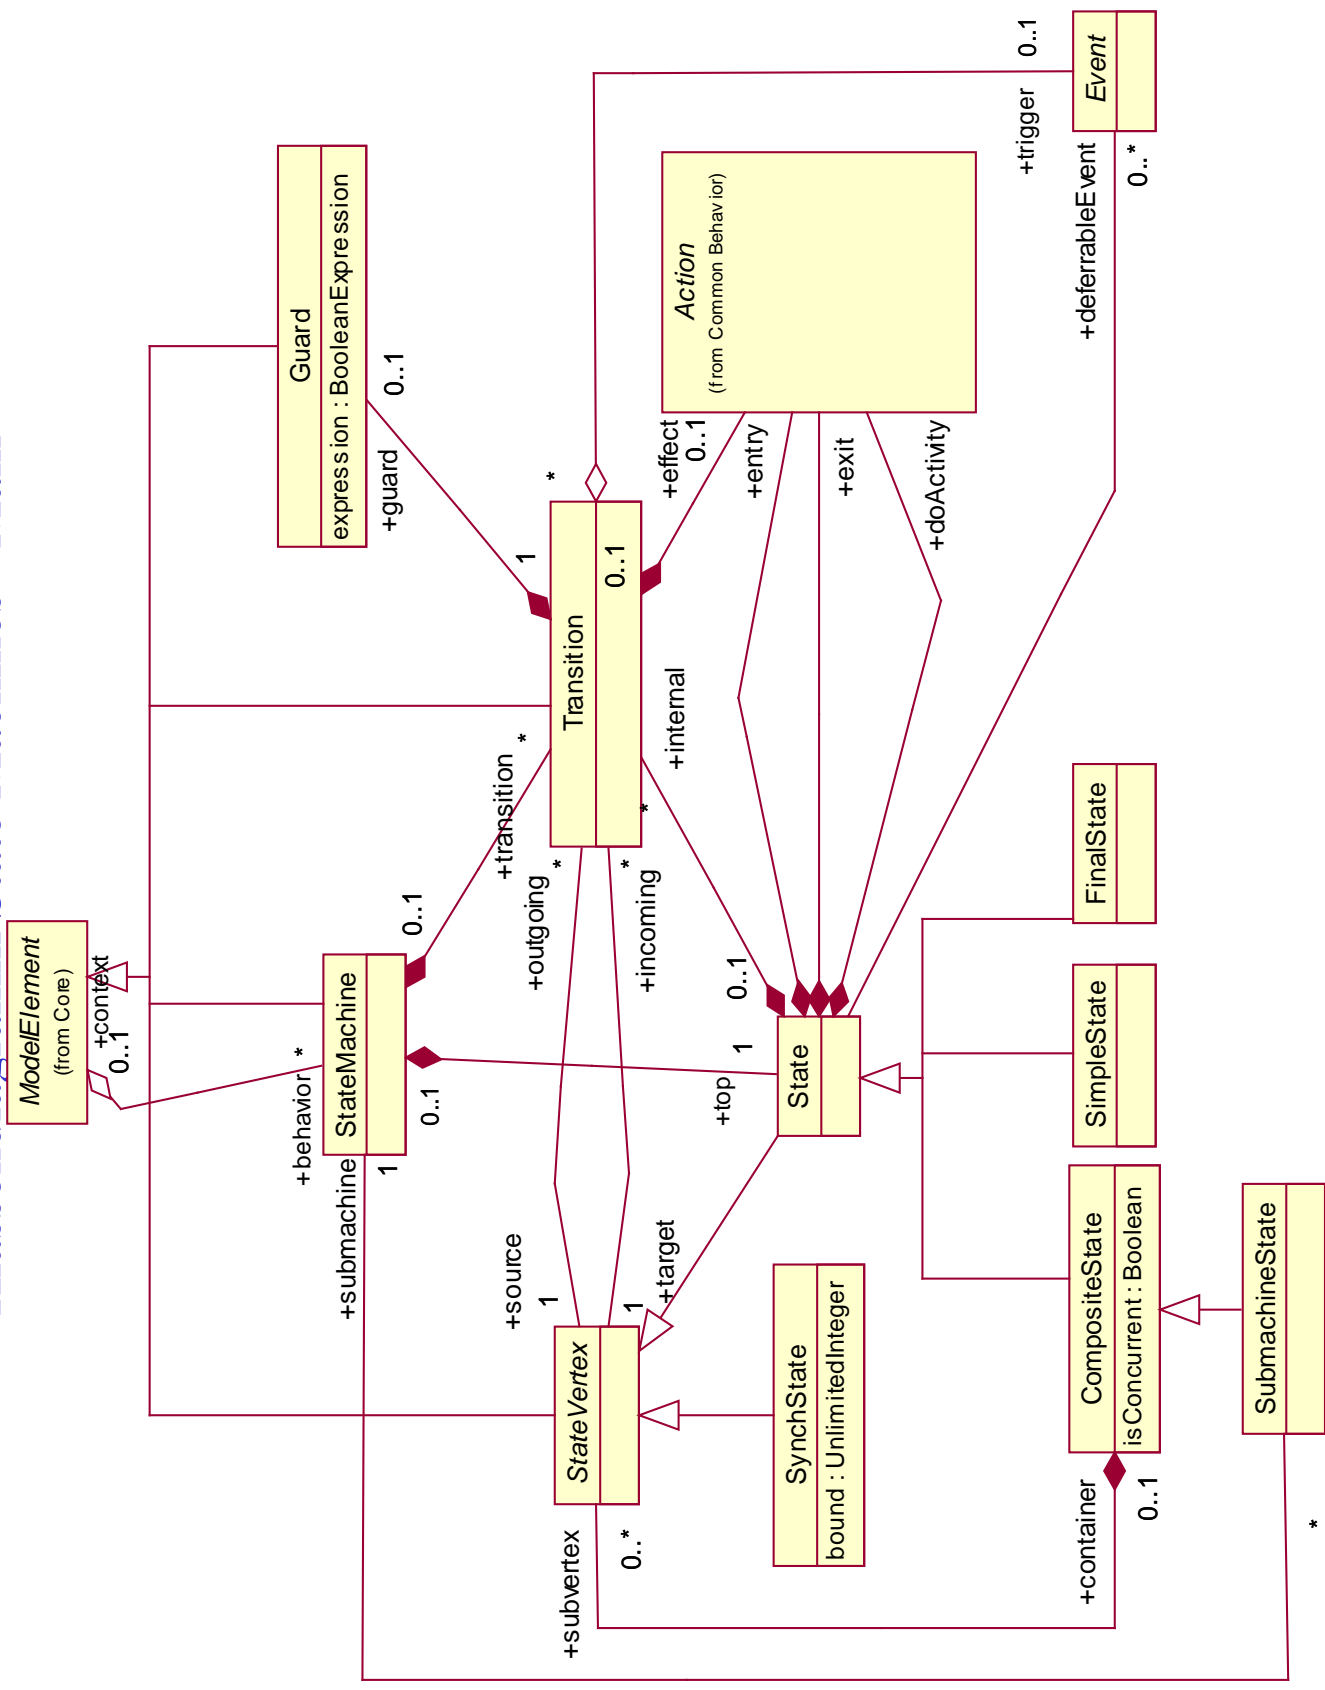 ModelElement
(from Core)
+context
0..1
*
+behavior
StateMachine
+submachine
1
0..1
0..1
+transition
*
Guard
expression : BooleanExpression
+guard
0..1
1
Transition
*
+trigger
0..1
Event
+deferrableEvent
0..*
+effect
0..1
0..1
Action
(from Common Behavior)
+entry
+exit
+doActivity
+internal
*
0..1
+outgoing
*
+incoming
*
+source
1
+target
1
+top
1
State
StateVertex
+subvertex
0..*
SynchState
bound : UnlimitedInteger
CompositeState
isConcurrent : Boolean
+container
0..1
SimpleState
FinalState
SubmachineState
*